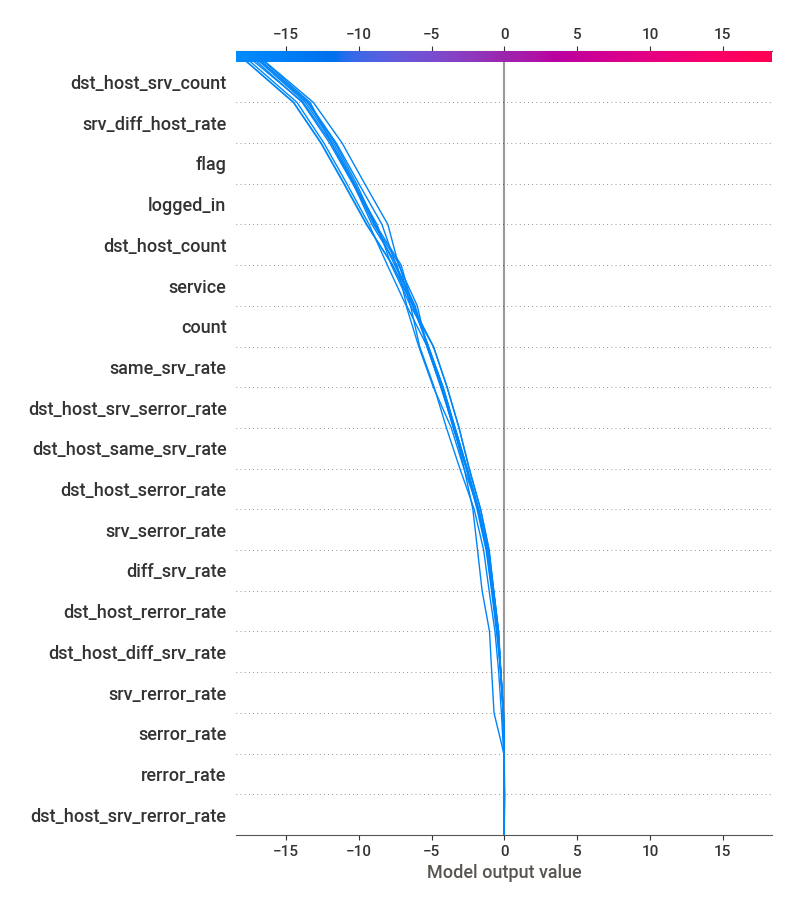 −15 −10 −5 0 5 10 15
dst_host_srv_count
srv_diff_host_rate
flag
logged_in
dst_host_count
service
count
same_srv_rate
dst_host_srv_serror_rate
dst_host_same_srv_rate
dst_host_serror_rate
srv_serror_rate
diff_srv_rate
dst_host_rerror_rate
dst_host_diff_srv_rate
srv_rerror_rate
serror_rate
rerror_rate
dst_host_srv_rerror_rate
−15 −10 −5 0 5 10 15
Model output value